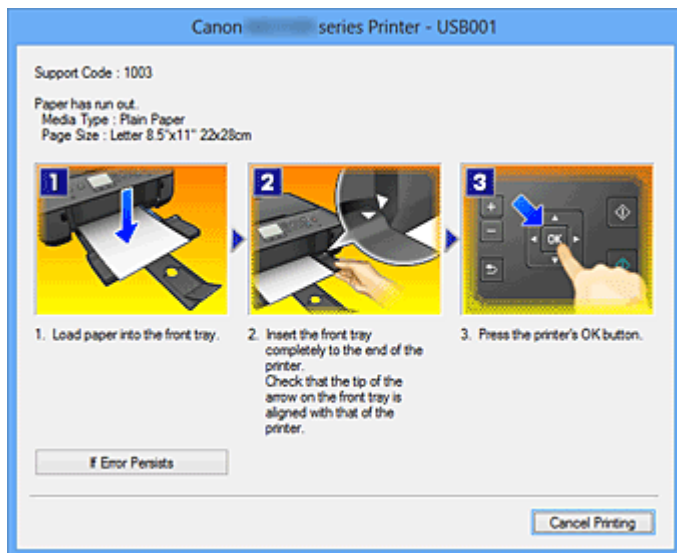 Canon series Printer - USB001
Support Code : 1003
Paper has run out.
Media Type : Plain Paper
Page Size : Letter 8.5"x11" 22x28cm
1
2
3
OK
1. Load paper into the front tray.
2. Insert the front tray
completely to the end of the
printer.
Check that the tip of the
arrow on the front tray is
aligned with that of the
printer.
3. Press the printer's OK button.
If Error Persists
Cancel Printing